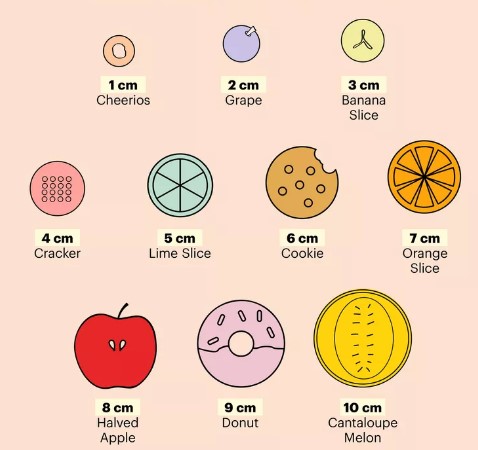 1 cm
Cheerios
2 cm
Grape
3 cm
Banana
Slice
4 cm
Cracker
5 cm
Lime Slice
6 cm
Cookie
7 cm
Orange
Slice
8 cm
Halved
Apple
9 cm
Donut
10 cm
Cantaloupe
Melon